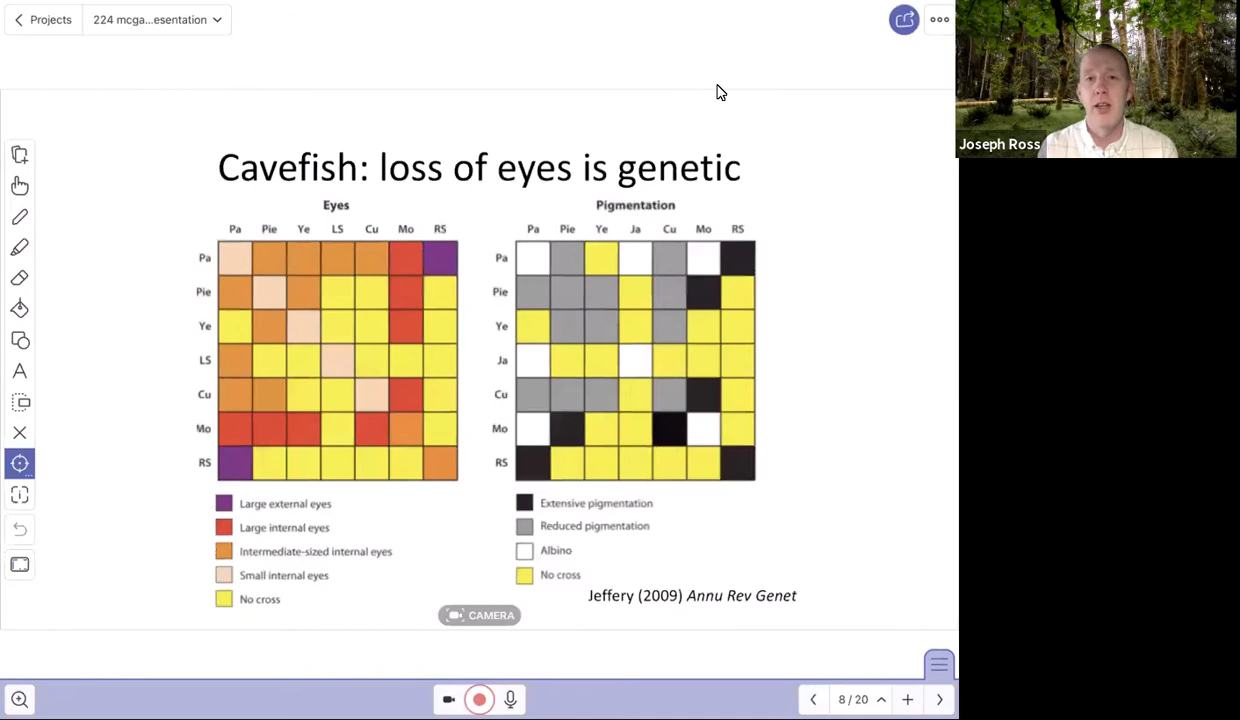 Projects
224 mcga...esentation
Joseph Ross
Cavefish: loss of eyes is genetic
Eyes
Pa Pie Ye LS Cu Mo RS
Pa
Pie
Ye
LS
Cu
Mo
RS
Large external eyes
Large internal eyes
Intermediate-sized internal eyes
Small internal eyes
No cross
Pigmentation
Pa Pie Ye Ja Cu Mo RS
Pa
Pie
Ye
Ja
Cu
Mo
RS
Extensive pigmentation
Reduced pigmentation
Albino
No cross
Jeffery (2009) Annu Rev Genet
CAMERA
8 / 20